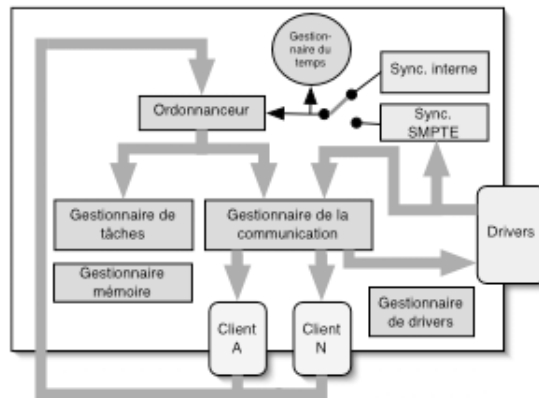 Gestion-
naire du
temps
Sync. interne
Ordonnanceur
Sync.
SMPTE
Gestionnaire de
tâches
Gestionnaire de la
communication
Drivers
Gestionnaire
mémoire
Gestionnaire
de drivers
Client
A
Client
N